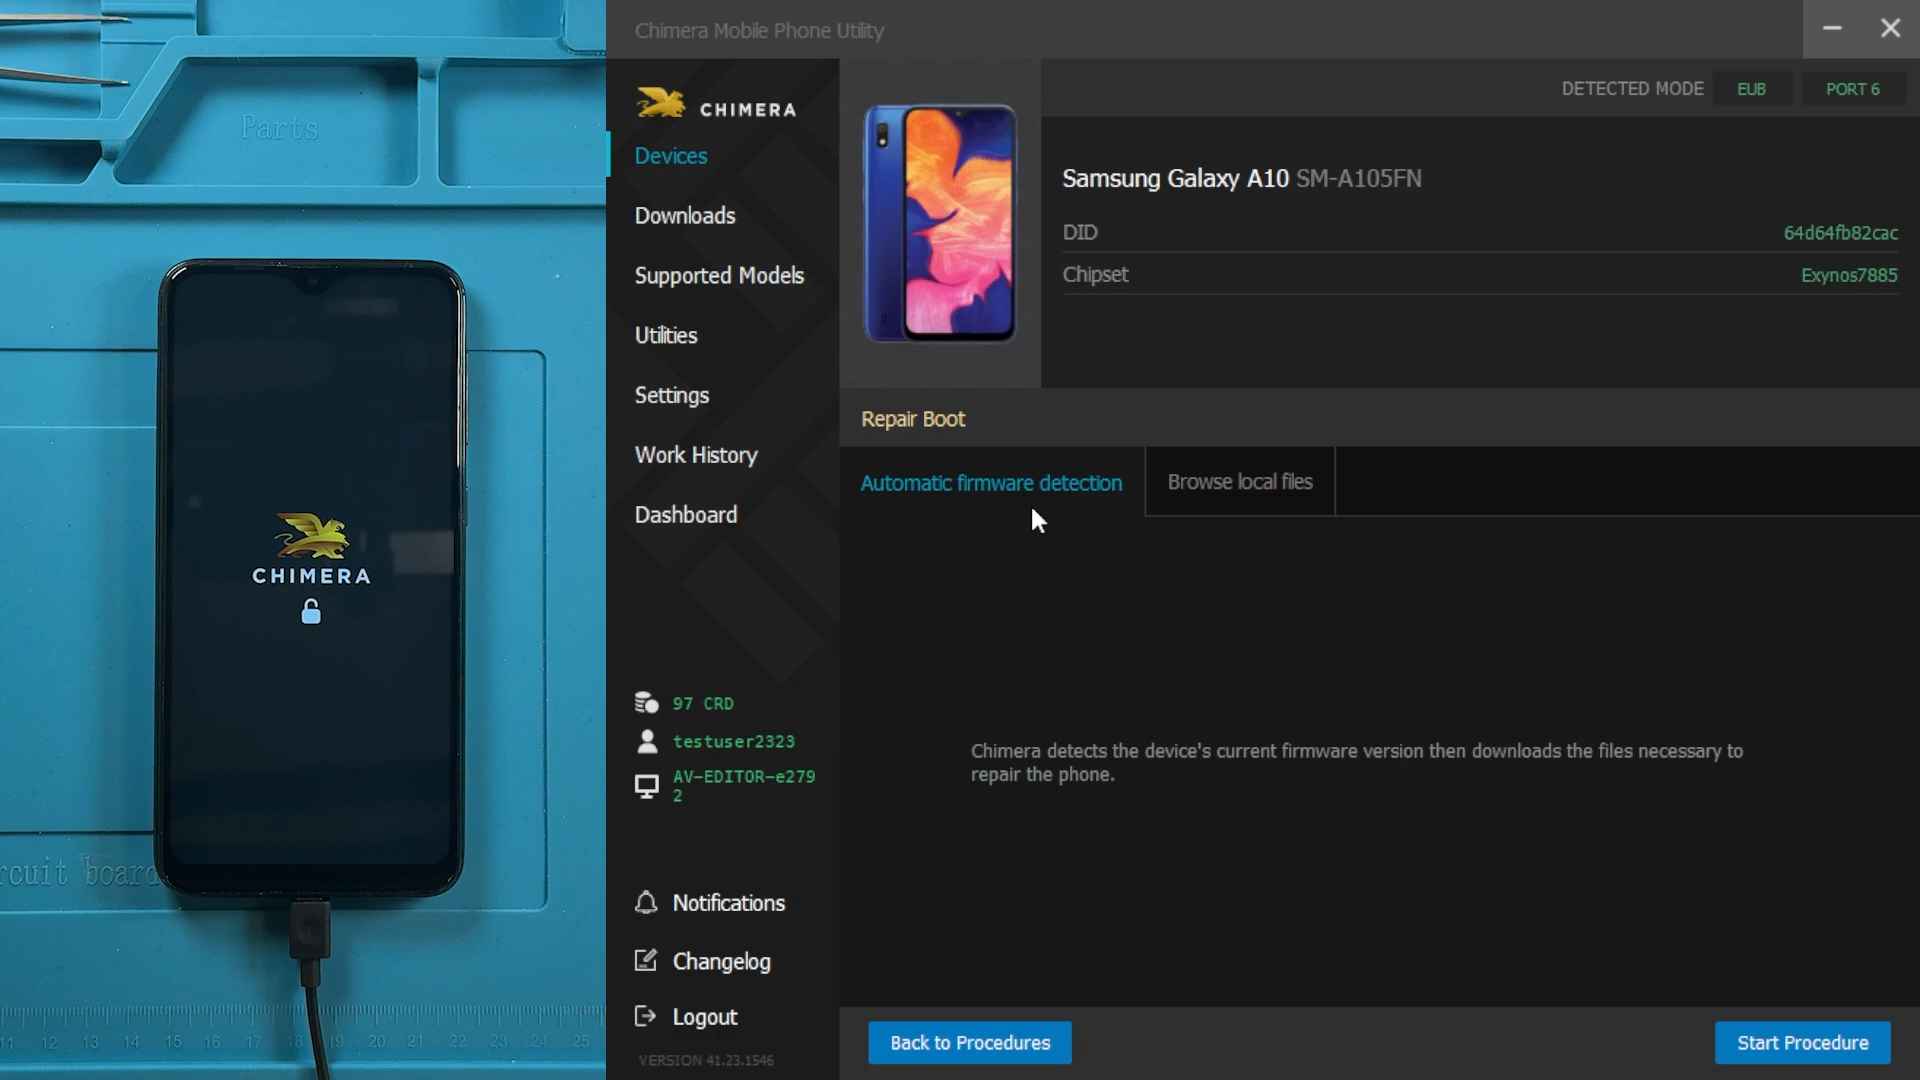 Parts
CHIMERA
rcuit board
11 12 13 14 15 16 17 18 19 20 21 22 23 24 25
Chimera Mobile Phone Utility
CHIMERA
Devices
Downloads
Supported Models
Utilities
Settings
Work History
Dashboard
97 CRD
testuser2323
AV-EDITOR-e279
2
Notifications
Changelog
Logout
VERSION 41.23.1546
DETECTED MODE EUB PORT 6
Samsung Galaxy A10 SM-A105FN
DID 64d64fb82cac
Chipset Exynos7885
Repair Boot
Automatic firmware detection Browse local files
Chimera detects the device's current firmware version then downloads the files necessary to
repair the phone.
Back to Procedures Start Procedure